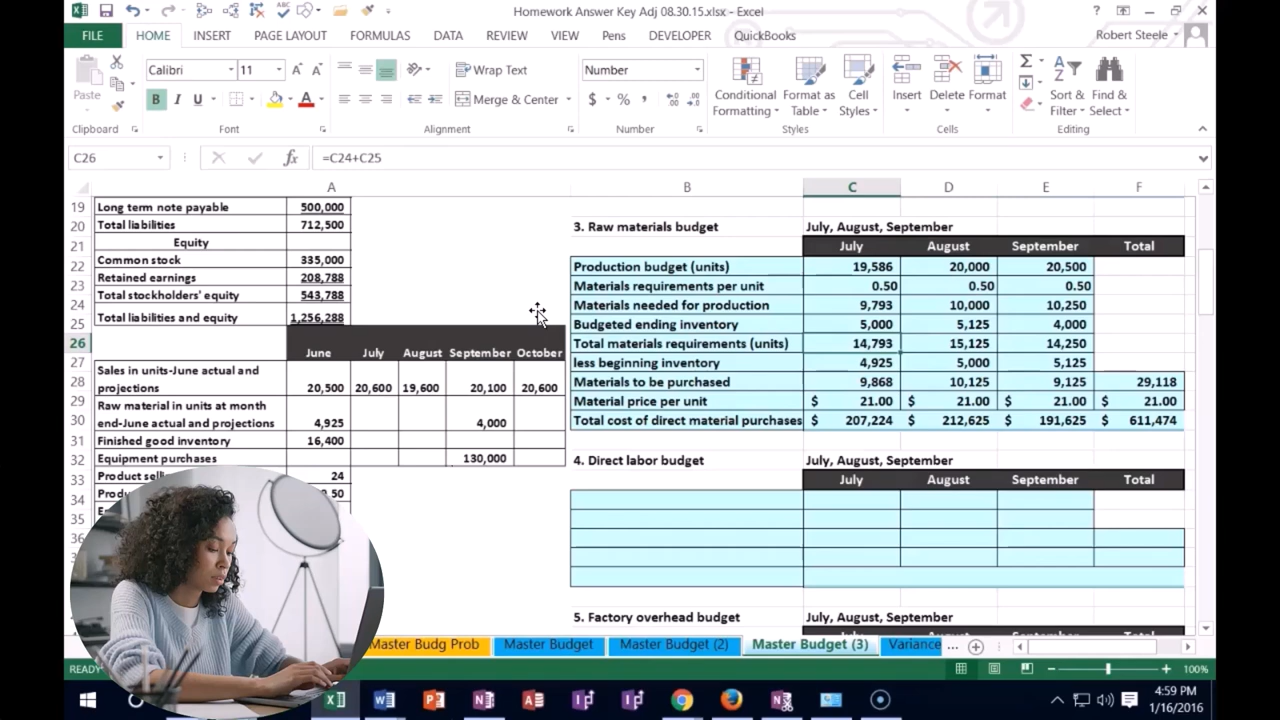 Homework Answer Key Adj 08.30.15.xlsx - Excel
FILE HOME INSERT PAGE LAYOUT FORMULAS DATA REVIEW VIEW Pens DEVELOPER QuickBooks Robert Steele
Calibri 11 Wrap Text Number
Paste B I U Merge & Center $ % Conditional Formatting Format as Table Cell Styles Insert Delete Format Sort & Filter Find & Select
Clipboard Font Alignment Number Styles Cells Editing
C26 fx =C24+C25
A B C D E F
19 Long term note payable 500,000
20 Total liabilities 712,500 3. Raw materials budget July, August, September
21 Equity July August September Total
22 Common stock 335,000 Production budget (units) 19,586 20,000 20,500
23 Retained earnings 208,788 Materials requirements per unit 0.50 0.50 0.50
24 Total stockholders' equity 543,788 Materials needed for production 9,793 10,000 10,250
25 Total liabilities and equity 1,256,288 Budgeted ending inventory 5,000 5,125 4,000
26 June July August September October Total materials requirements (units) 14,793 15,125 14,250
27 less beginning inventory 4,925 5,000 5,125
Sales in units-June actual and
28 projections 20,500 20,600 19,600 20,100 20,600 Materials to be purchased 9,868 10,125 9,125 29,118
29 Raw material in units at month Material price per unit $ 21.00 $ 21.00 $ 21.00 $ 21.00
30 end-June actual and projections 4,925 4,000 Total cost of direct material purchases $ 207,224 $ 212,625 $ 191,625 $ 611,474
31 Finished good inventory 16,400
32 Equipment purchases 130,000 4. Direct labor budget July, August, September
33 24 July August September Total
34
35
36
5. Factory overhead budget July, August, September
Master Budg Prob Master Budget Master Budget (2) Master Budget (3) Variance ...
READY 100%
4:59 PM
1/16/2016